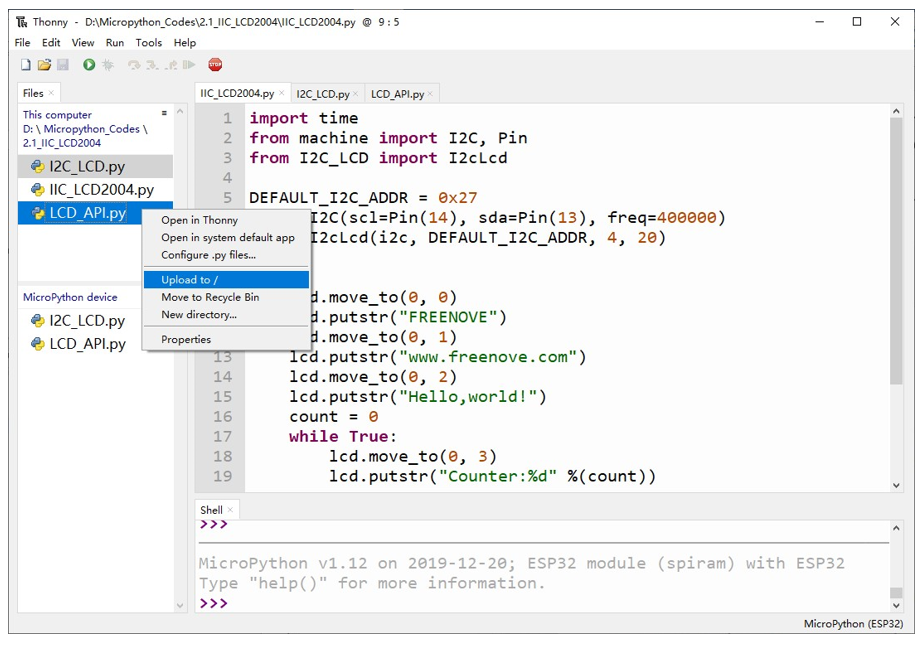 Thonny - D:\Micropython_Codes\2.1_IIC_LCD2004\IIC_LCD2004.py @ 9:5
File Edit View Run Tools Help
STOP
Files
This computer
D: \ Micropython_Codes \
2.1_IIC_LCD2004
I2C_LCD.py
IIC_LCD2004.py
LCD_API.py
Open in Thonny
Open in system default app
Configure .py files...
Upload to /
Move to Recycle Bin
New directory...
Properties
MicroPython device
I2C_LCD.py
LCD_API.py
IIC_LCD2004.py I2C_LCD.py LCD_API.py
1 import time
2 from machine import I2C, Pin
3 from I2C_LCD import I2cLcd
4
5 DEFAULT_I2C_ADDR = 0x27
I2C(scl=Pin(14), sda=Pin(13), freq=400000)
I2cLcd(i2c, DEFAULT_I2C_ADDR, 4, 20)
d.move_to(0, 0)
d.putstr("FREENOVE")
d.move_to(0, 1)
13 lcd.putstr("www.freenove.com")
14 lcd.move_to(0, 2)
15 lcd.putstr("Hello,world!")
16 count = 0
17 while True:
18 lcd.move_to(0, 3)
19 lcd.putstr("Counter:%d" %(count))
Shell
>>>
MicroPython v1.12 on 2019-12-20; ESP32 module (spiram) with ESP32
Type "help()" for more information.
>>>
MicroPython (ESP32)